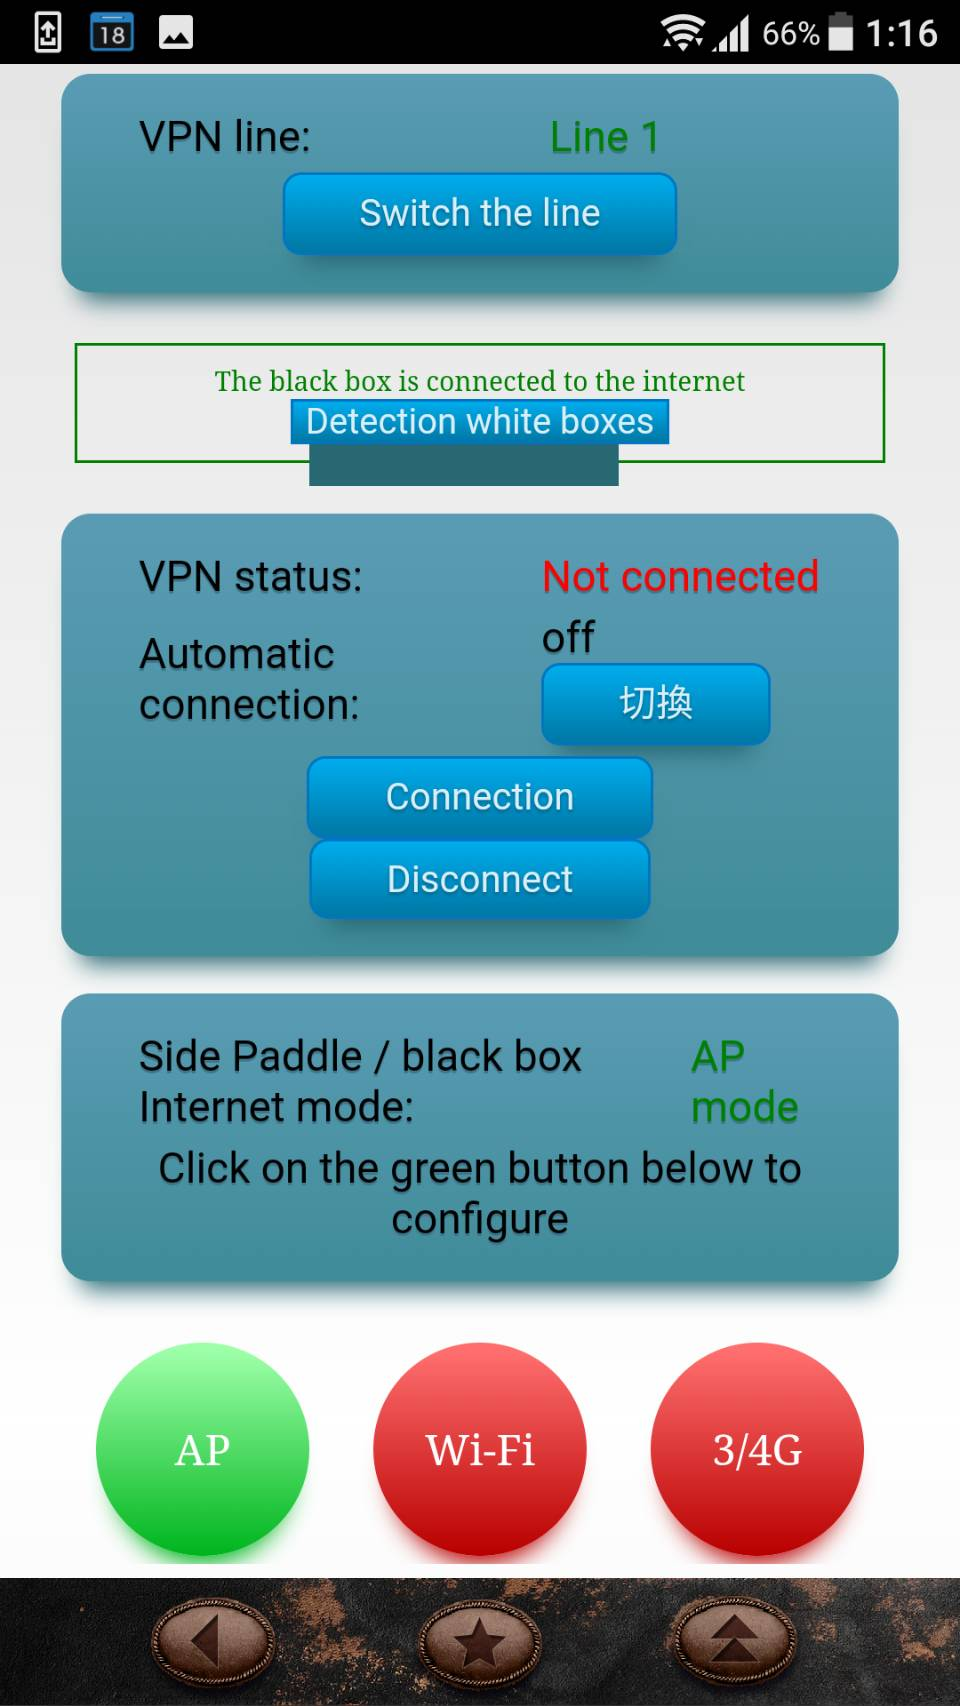 18 66% 1:16
VPN line: Line 1
Switch the line
The black box is connected to the internet
Detection white boxes
VPN status: Not connected
off
Automatic
connection:
切換
Connection
Disconnect
Side Paddle / black box AP
Internet mode: mode
Click on the green button below to
configure
AP Wi-Fi 3/4G